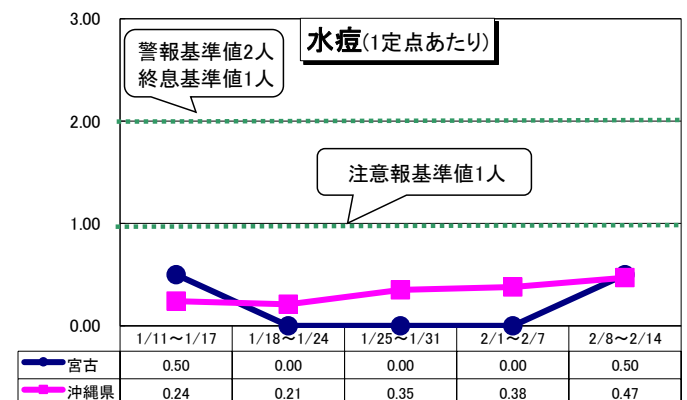 3.00
水痘(1定点あたり)
警報基準値2人
終息基準値1人
2.00
注意報基準値1人
1.00
0.00
1/11～1/17 1/18～1/24 1/25～1/31 2/1～2/7 2/8～2/14
宮古 0.50 0.00 0.00 0.00 0.50
沖縄県 0.24 0.21 0.35 0.38 0.47